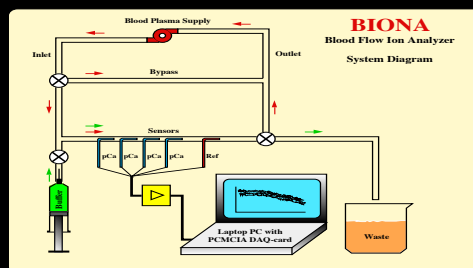 Blood Plasma Supply
BIONA
Blood Flow Ion Analyzer
System Diagram
Inlet
Outlet
Bypass
Sensors
pCa
pCa
pCa
pCa
Ref
Buffer
Laptop PC with
PCMCIA DAQ-card
Waste